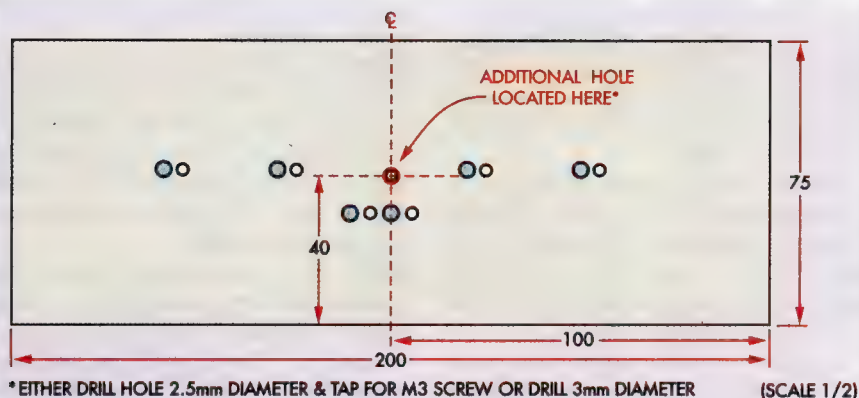 ℄
ADDITIONAL HOLE
LOCATED HERE*
75
40
100
200
*EITHER DRILL HOLE 2.5mm DIAMETER & TAP FOR M3 SCREW OR DRILL 3mm DIAMETER (SCALE 1/2)